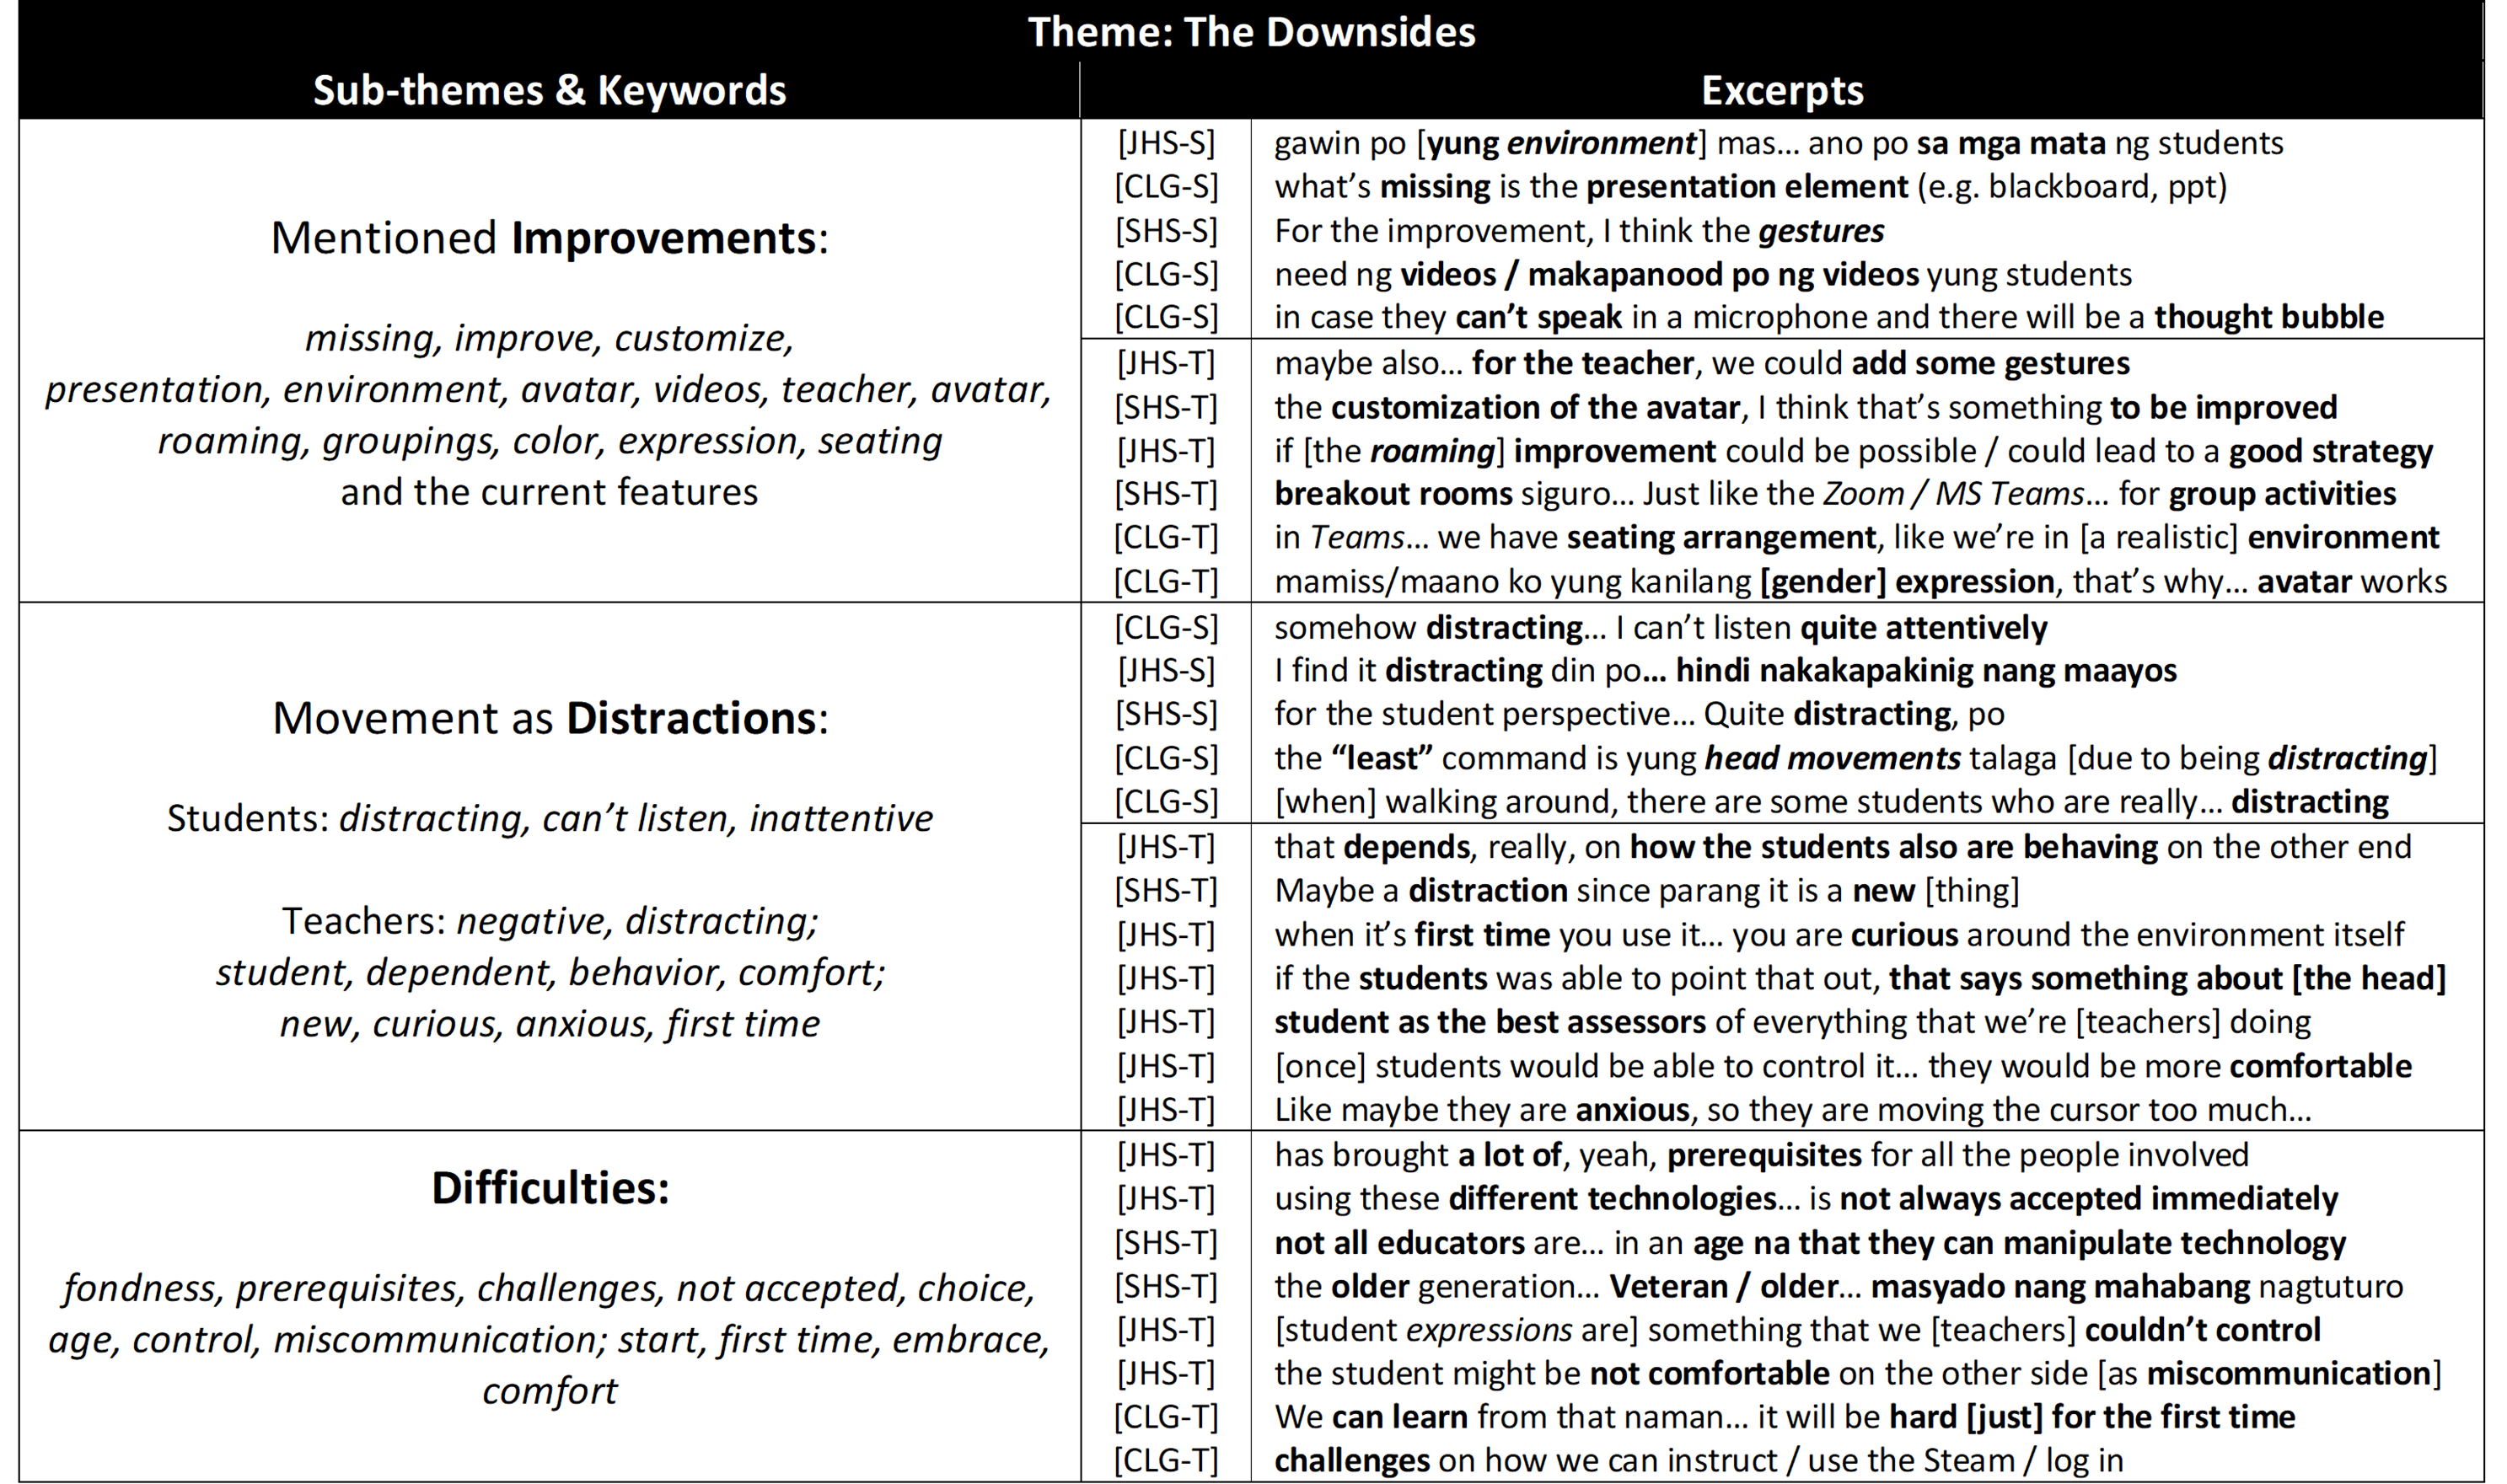 Theme: The Downsides
Sub-themes & Keywords
Excerpts
Mentioned Improvements:
missing, improve, customize,
presentation, environment, avatar, videos, teacher, avatar,
roaming, groupings, color, expression, seating
and the current features
[JHS-S] gawin po [yung environment] mas... ano po sa mga mata ng students
[CLG-S] what's missing is the presentation element (e.g. blackboard, ppt)
[SHS-S] For the improvement, I think the gestures
[CLG-S] need ng videos / makapanood po ng videos yung students
[CLG-S] in case they can't speak in a microphone and there will be a thought bubble
[JHS-T] maybe also... for the teacher, we could add some gestures
[SHS-T] the customization of the avatar, I think that's something to be improved
[JHS-T] if [the roaming] improvement could be possible / could lead to a good strategy
[SHS-T] breakout rooms siguro... Just like the Zoom / MS Teams... for group activities
[CLG-T] in Teams... we have seating arrangement, like we're in [a realistic] environment
[CLG-T] mamiss/maano ko yung kanilang [gender] expression, that's why... avatar works
Movement as Distractions:
Students: distracting, can't listen, inattentive
Teachers: negative, distracting;
student, dependent, behavior, comfort;
new, curious, anxious, first time
[CLG-S] somehow distracting... I can't listen quite attentively
[JHS-S] I find it distracting din po... hindi nakakapakinig nang maayos
[SHS-S] for the student perspective... Quite distracting, po
[CLG-S] the “least” command is yung head movements talaga [due to being distracting]
[CLG-S] [when] walking around, there are some students who are really... distracting
[JHS-T] that depends, really, on how the students also are behaving on the other end
[SHS-T] Maybe a distraction since parang it is a new [thing]
[JHS-T] when it's first time you use it... you are curious around the environment itself
[JHS-T] if the students was able to point that out, that says something about [the head]
[JHS-T] student as the best assessors of everything that we're [teachers] doing
[JHS-T] [once] students would be able to control it... they would be more comfortable
[JHS-T] Like maybe they are anxious, so they are moving the cursor too much...
Difficulties:
fondness, prerequisites, challenges, not accepted, choice,
age, control, miscommunication; start, first time, embrace,
comfort
[JHS-T] has brought a lot of, yeah, prerequisites for all the people involved
[JHS-T] using these different technologies... is not always accepted immediately
[SHS-T] not all educators are... in an age na that they can manipulate technology
[SHS-T] the older generation... Veteran / older... masyado nang mahabang nagtuturo
[JHS-T] [student expressions are] something that we [teachers] couldn't control
[JHS-T] the student might be not comfortable on the other side [as miscommunication]
[CLG-T] We can learn from that naman... it will be hard [just] for the first time
[CLG-T] challenges on how we can instruct / use the Steam / log in